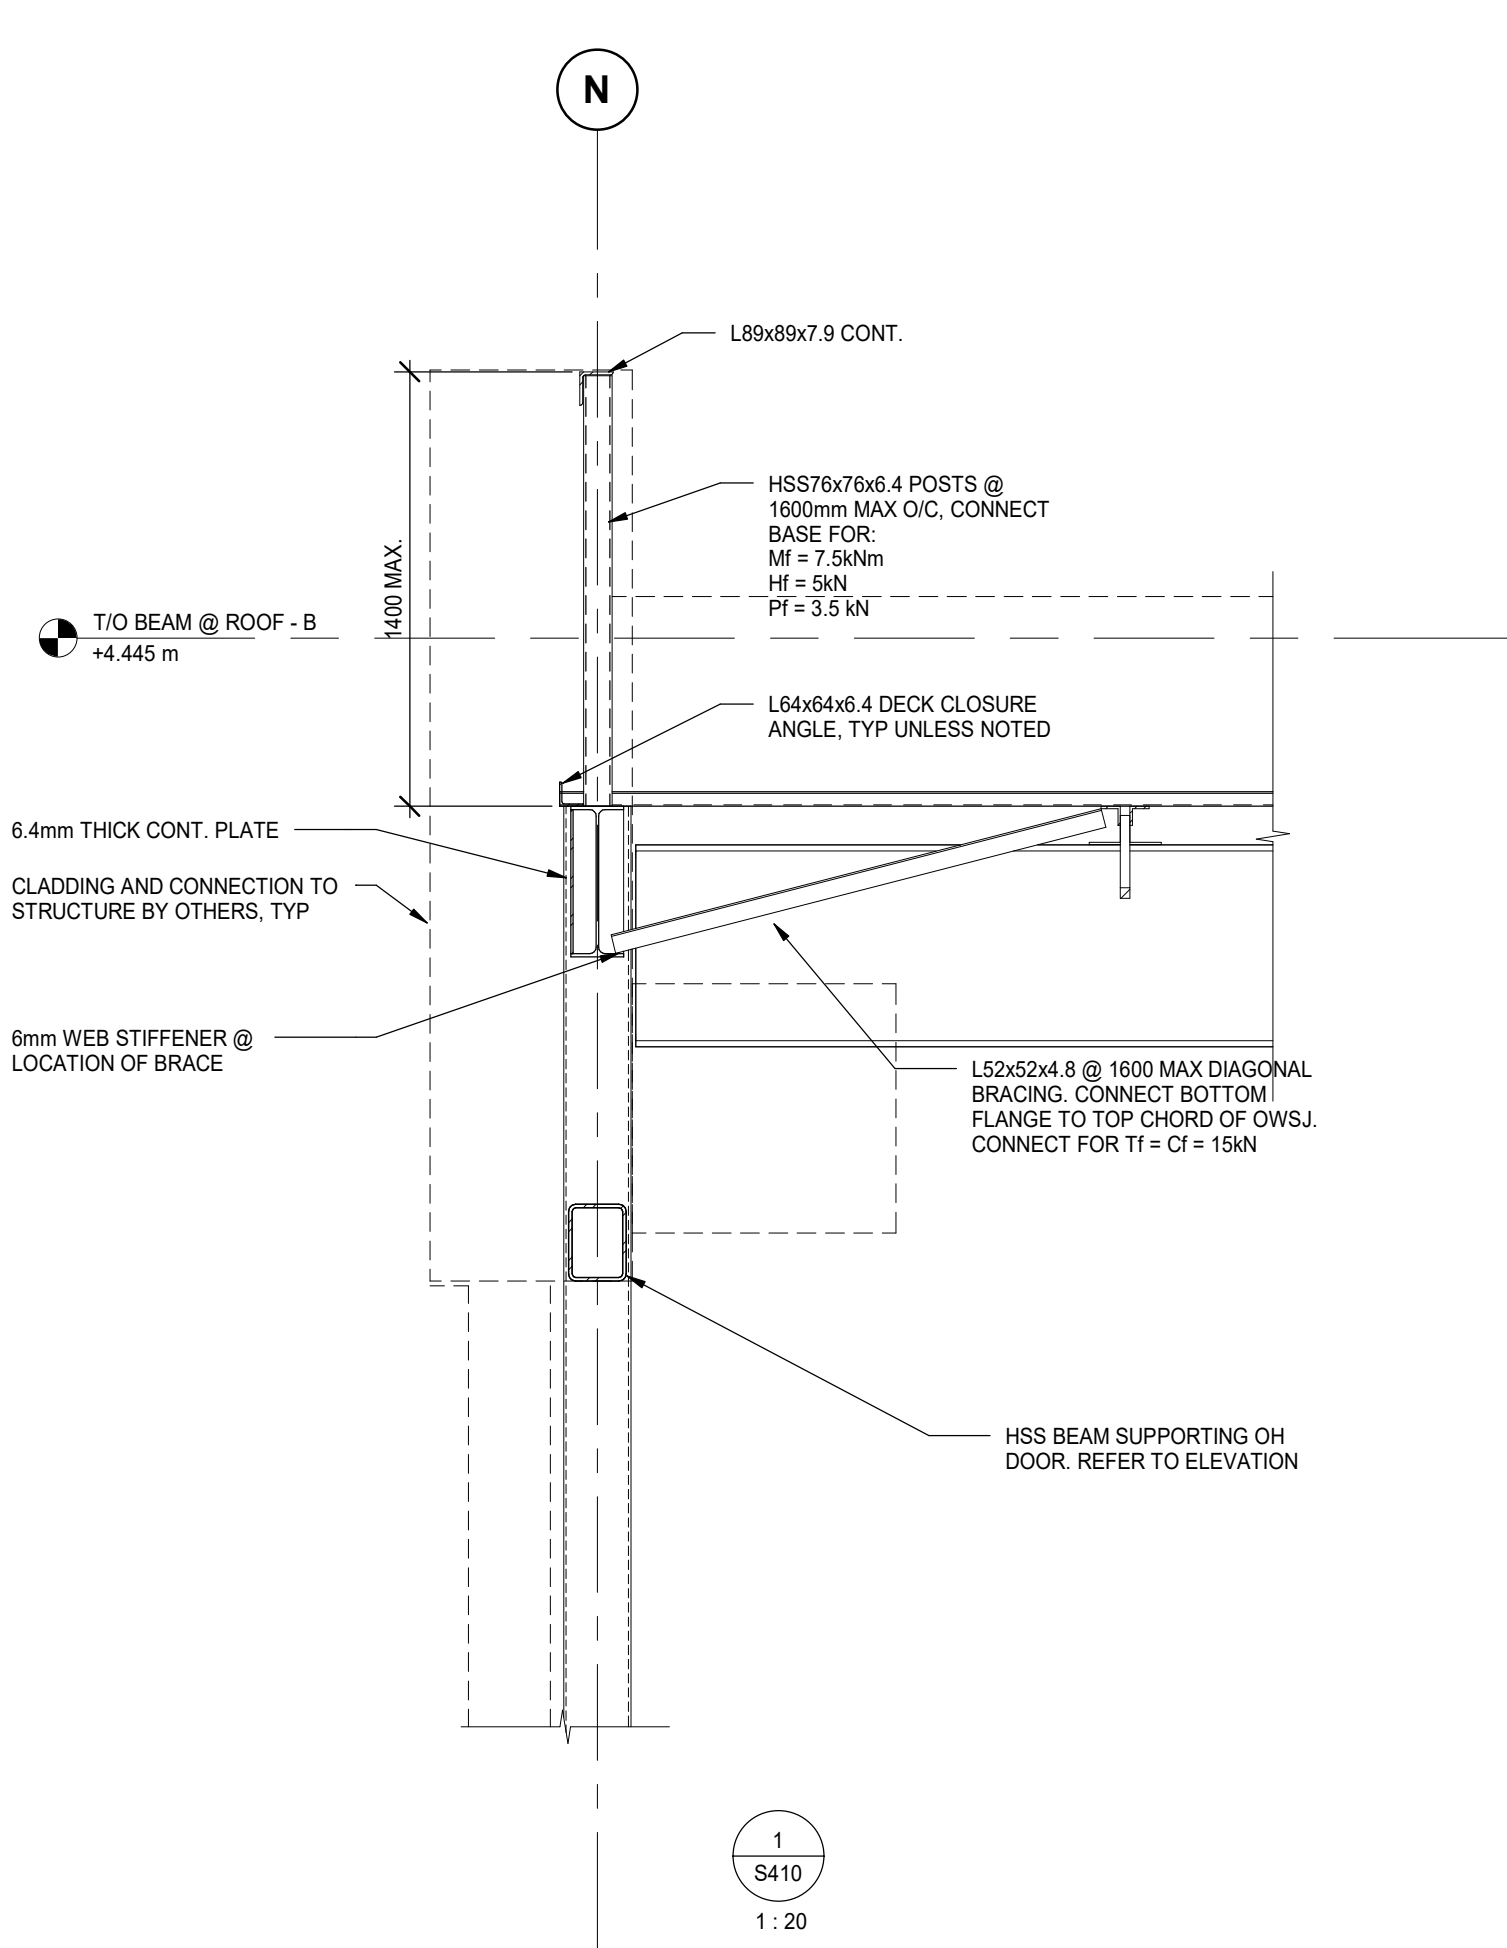 N
L89x89x7.9 CONT.
HSS76x76x6.4 POSTS @
1600mm MAX O/C, CONNECT
BASE FOR:
Mf = 7.5kNm
Hf = 5kN
Pf = 3.5 kN
1400 MAX.
T/O BEAM @ ROOF - B
+4.445 m
L64x64x6.4 DECK CLOSURE
ANGLE, TYP UNLESS NOTED
6.4mm THICK CONT. PLATE
CLADDING AND CONNECTION TO
STRUCTURE BY OTHERS, TYP
6mm WEB STIFFENER @
LOCATION OF BRACE
L52x52x4.8 @ 1600 MAX DIAGONAL
BRACING. CONNECT BOTTOM
FLANGE TO TOP CHORD OF OWSJ.
CONNECT FOR Tf = Cf = 15kN
HSS BEAM SUPPORTING OH
DOOR. REFER TO ELEVATION
1
S410
1 : 20